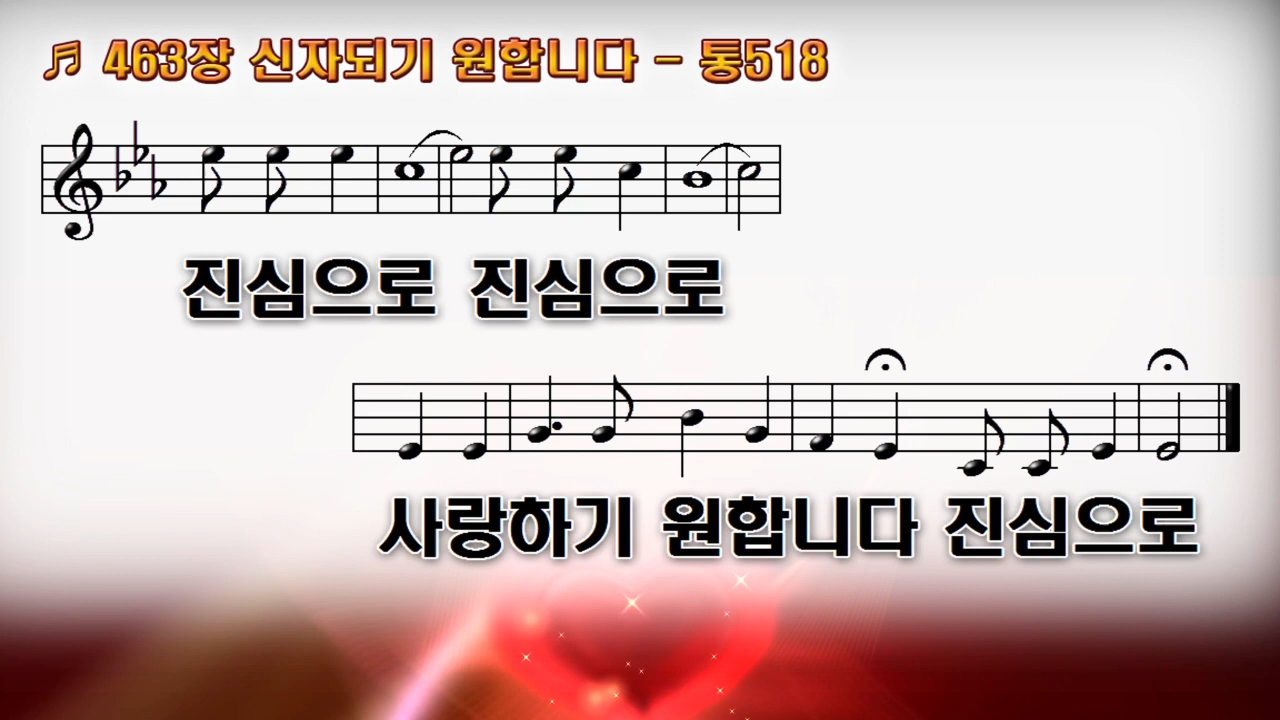 ♬ 463장 신자되기 원합니다 - 통518
진심으로 진심으로
사랑하기 원합니다 진심으로